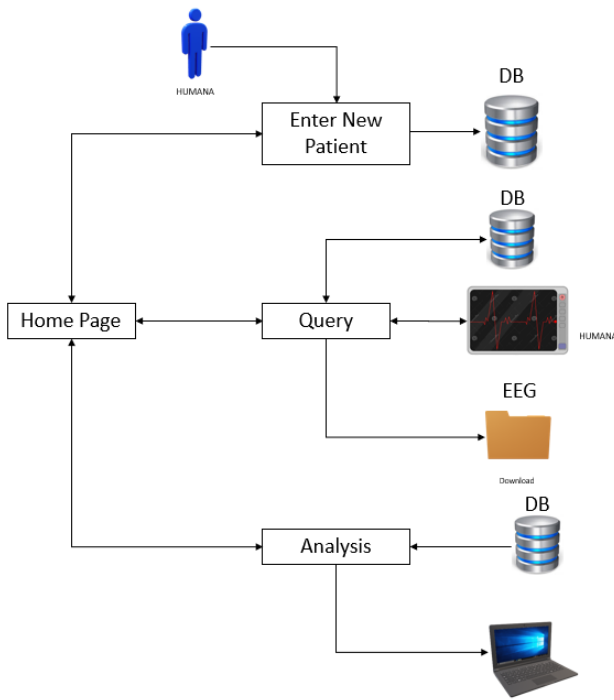 HUMANA
DB
Enter New
Patient
DB
Home Page
Query
HUMANA
EEG
Download
DB
Analysis